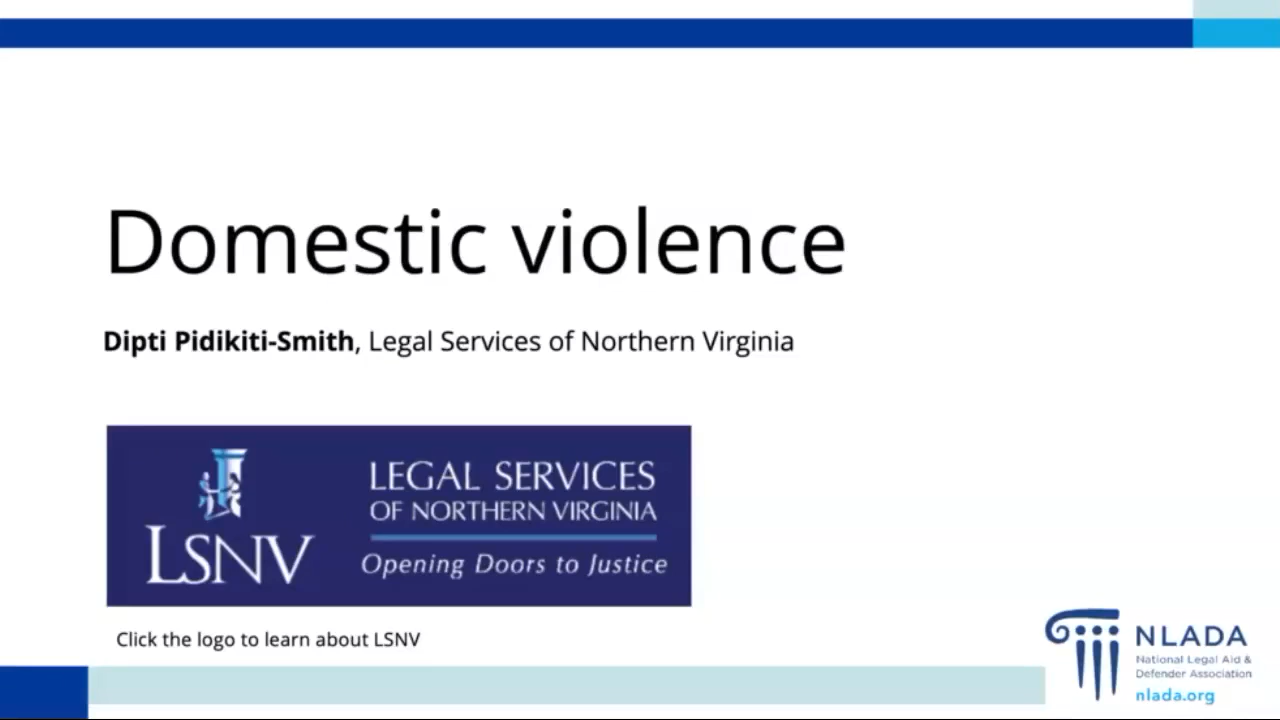 Domestic violence
Dipti Pidikiti-Smith, Legal Services of Northern Virginia
LSNV
LEGAL SERVICES
OF NORTHERN VIRGINIA
Opening Doors to Justice
Click the logo to learn about LSNV
NLADA
National Legal Aid &
Defender Association
nlada.org